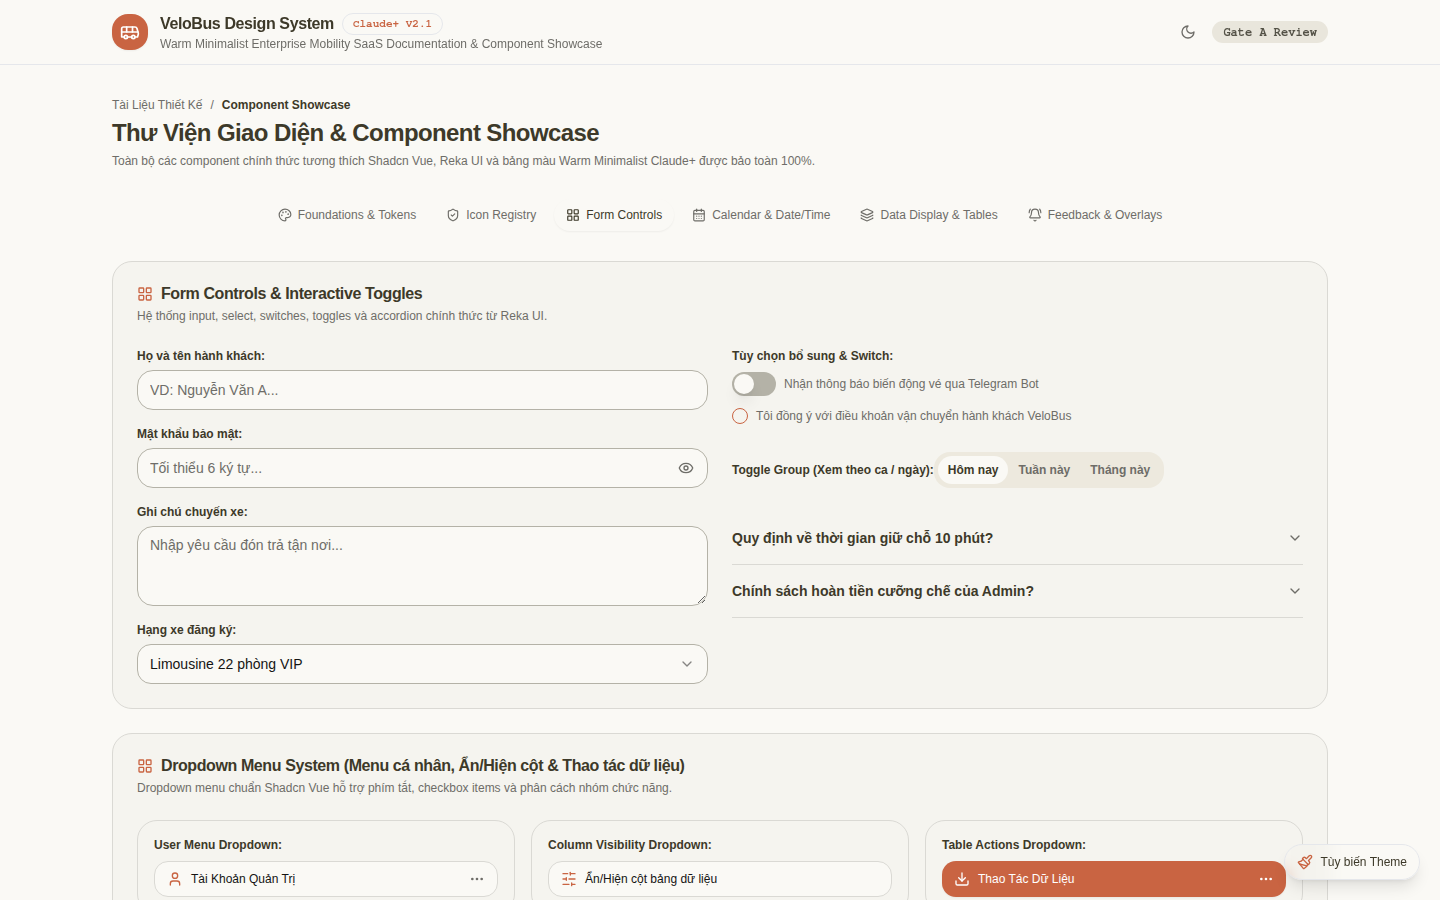 VeloBus Design System
Claude+ V2.1
Warm Minimalist Enterprise Mobility SaaS Documentation & Component Showcase
Gate A Review
Tài Liệu Thiết Kế / Component Showcase
Thư Viện Giao Diện & Component Showcase
Toàn bộ các component chính thức tương thích Shadcn Vue, Reka UI và bảng màu Warm Minimalist Claude+ được bảo toàn 100%.
Foundations & Tokens
Icon Registry
Form Controls
Calendar & Date/Time
Data Display & Tables
Feedback & Overlays
Form Controls & Interactive Toggles
Hệ thống input, select, switches, toggles và accordion chính thức từ Reka UI.
Họ và tên hành khách:
VD: Nguyễn Văn A...
Mật khẩu bảo mật:
Tối thiểu 6 ký tự...
Ghi chú chuyến xe:
Nhập yêu cầu đón trả tận nơi...
Hạng xe đăng ký:
Limousine 22 phòng VIP
Tùy chọn bổ sung & Switch:
Nhận thông báo biến động vé qua Telegram Bot
Tôi đồng ý với điều khoản vận chuyển hành khách VeloBus
Toggle Group (Xem theo ca / ngày):
Hôm nay
Tuần này
Tháng này
Quy định về thời gian giữ chỗ 10 phút?
Chính sách hoàn tiền cưỡng chế của Admin?
Dropdown Menu System (Menu cá nhân, Ẩn/Hiện cột & Thao tác dữ liệu)
Dropdown menu chuẩn Shadcn Vue hỗ trợ phím tắt, checkbox items và phân cách nhóm chức năng.
User Menu Dropdown:
Tài Khoản Quản Trị
Column Visibility Dropdown:
Ẩn/Hiện cột bảng dữ liệu
Table Actions Dropdown:
Thao Tác Dữ Liệu
Tùy biến Theme